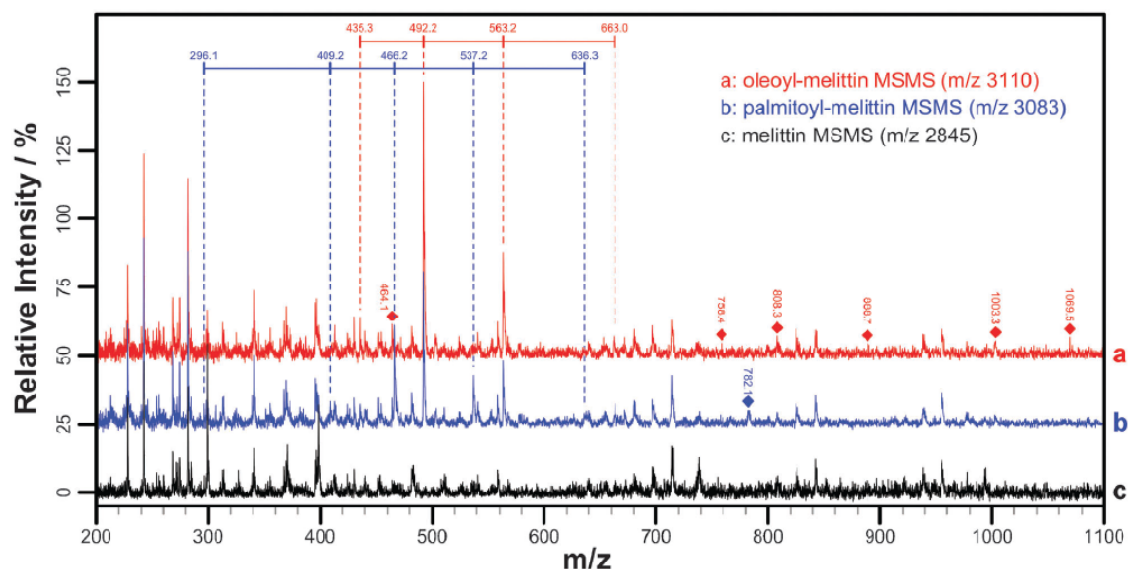 435.3 492.2 563.2 663.0
296.1 409.2 466.2 537.2 636.3
a: oleoyl-melittin MSMS (m/z 3110)
b: palmitoyl-melittin MSMS (m/z 3083)
c: melittin MSMS (m/z 2845)
Relative Intensity / %
150
125
100
75
50
25
0
464.1
758.4
808.3
1003.3
1069.5
782.1
a
b
c
200 300 400 500 600 700 800 900 1000 1100
m/z